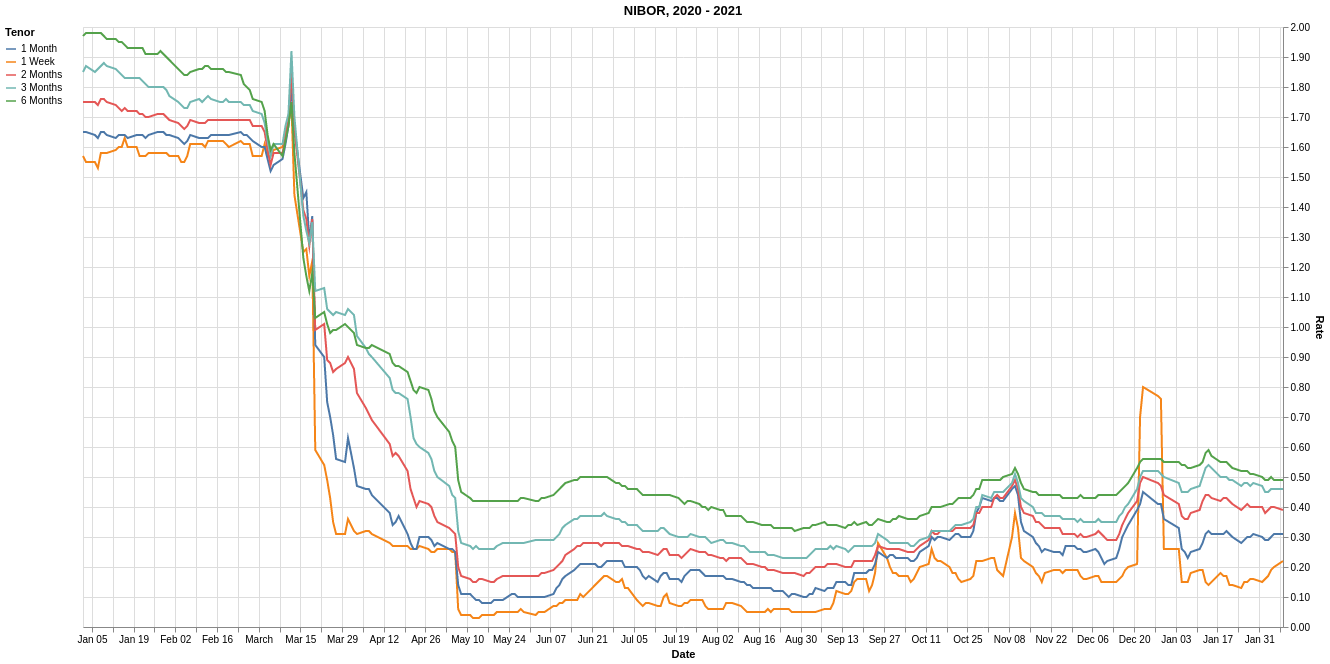 NIBOR, 2020 - 2021
Tenor
1 Month
1 Week
2 Months
3 Months
6 Months
2.00
1.90
1.80
1.70
1.60
1.50
1.40
1.30
1.20
1.10
1.00
0.90
0.80
0.70
0.60
0.50
0.40
0.30
0.20
0.10
0.00
Rate
Jan 05 Jan 19 Feb 02 Feb 16 March Mar 15 Mar 29 Apr 12 Apr 26 May 10 May 24 Jun 07 Jun 21 Jul 05 Jul 19 Aug 02 Aug 16 Aug 30 Sep 13 Sep 27 Oct 11 Oct 25 Nov 08 Nov 22 Dec 06 Dec 20 Jan 03 Jan 17 Jan 31
Date